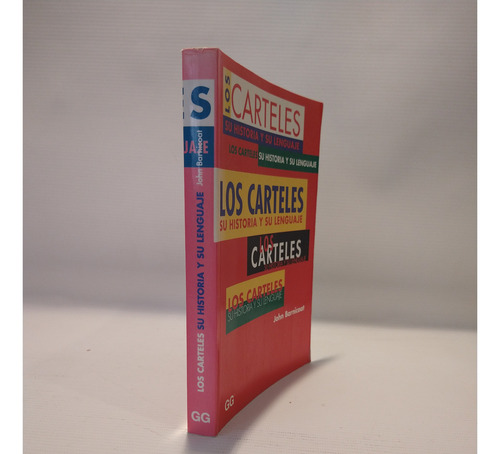 LOS
CARTELES
SU HISTORIA Y SU LENGUAJE
LOS CARTELES SU HISTORIA Y SU LENGUAJE
LOS CARTELES
SU HISTORIA Y SU LENGUAJE
LOS
CARTELES
LOS CARTELES
SU HISTORIA Y SU LENGUAJE
John Barnicoat
GG
S
UAJE
LOS CARTELES SU HISTORIA Y SU LENGUAJE John Barnicoat
GG